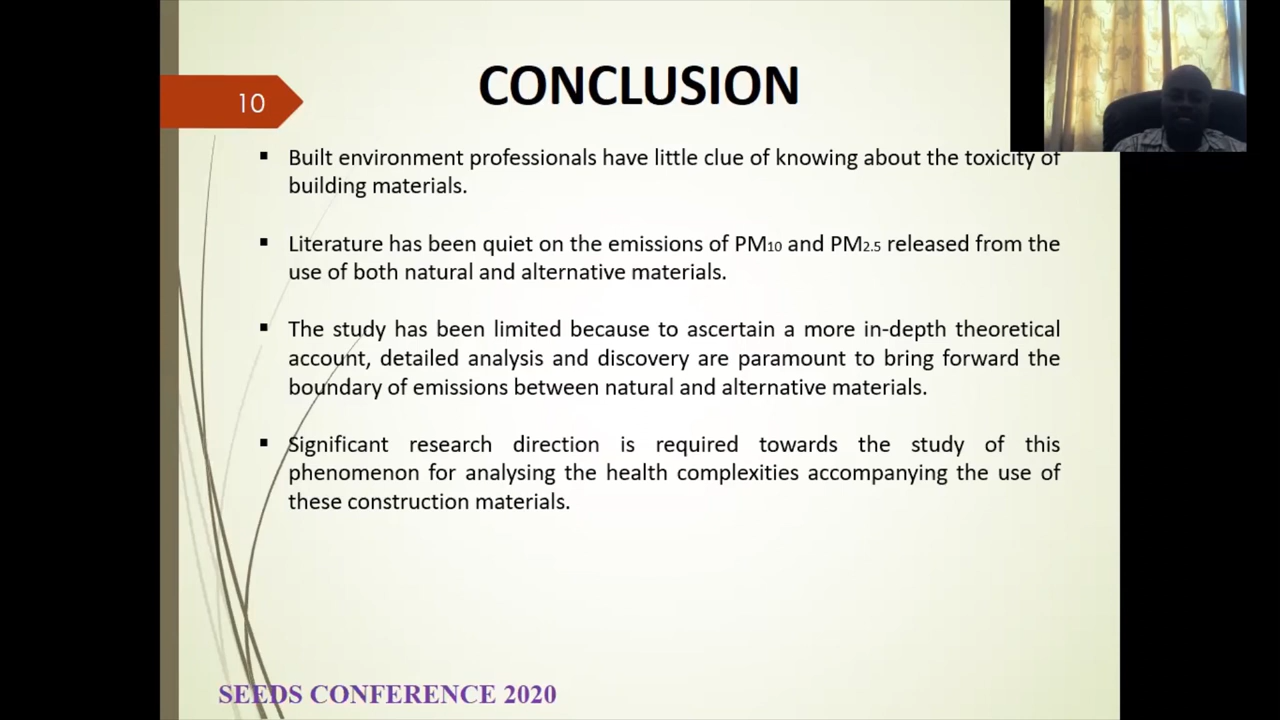 CONCLUSION
10
▪ Built environment professionals have little clue of knowing about the toxicity of
building materials.
▪ Literature has been quiet on the emissions of PM10 and PM2.5 released from the
use of both natural and alternative materials.
▪ The study has been limited because to ascertain a more in-depth theoretical
account, detailed analysis and discovery are paramount to bring forward the
boundary of emissions between natural and alternative materials.
▪ Significant research direction is required towards the study of this
phenomenon for analysing the health complexities accompanying the use of
these construction materials.
SEEDS CONFERENCE 2020